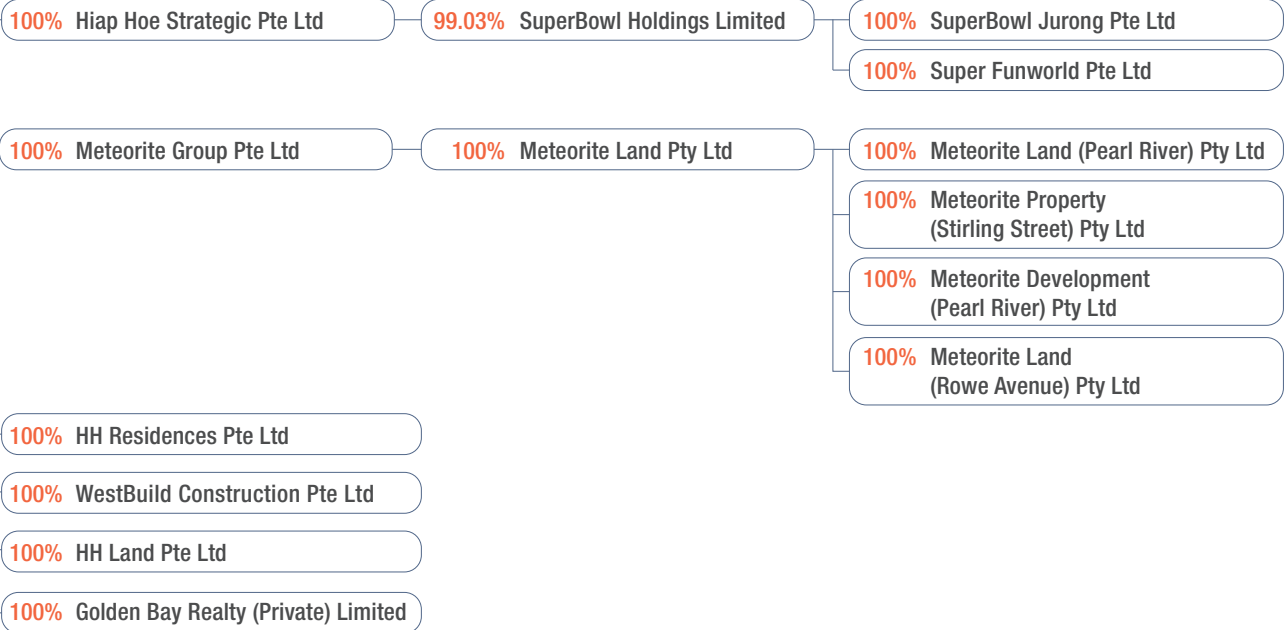 100% Hiap Hoe Strategic Pte Ltd
99.03% SuperBowl Holdings Limited
100% SuperBowl Jurong Pte Ltd
100% Super Funworld Pte Ltd
100% Meteorite Group Pte Ltd
100% Meteorite Land Pty Ltd
100% Meteorite Land (Pearl River) Pty Ltd
100% Meteorite Property
(Stirling Street) Pty Ltd
100% Meteorite Development
(Pearl River) Pty Ltd
100% Meteorite Land
(Rowe Avenue) Pty Ltd
100% HH Residences Pte Ltd
100% WestBuild Construction Pte Ltd
100% HH Land Pte Ltd
100% Golden Bay Realty (Private) Limited